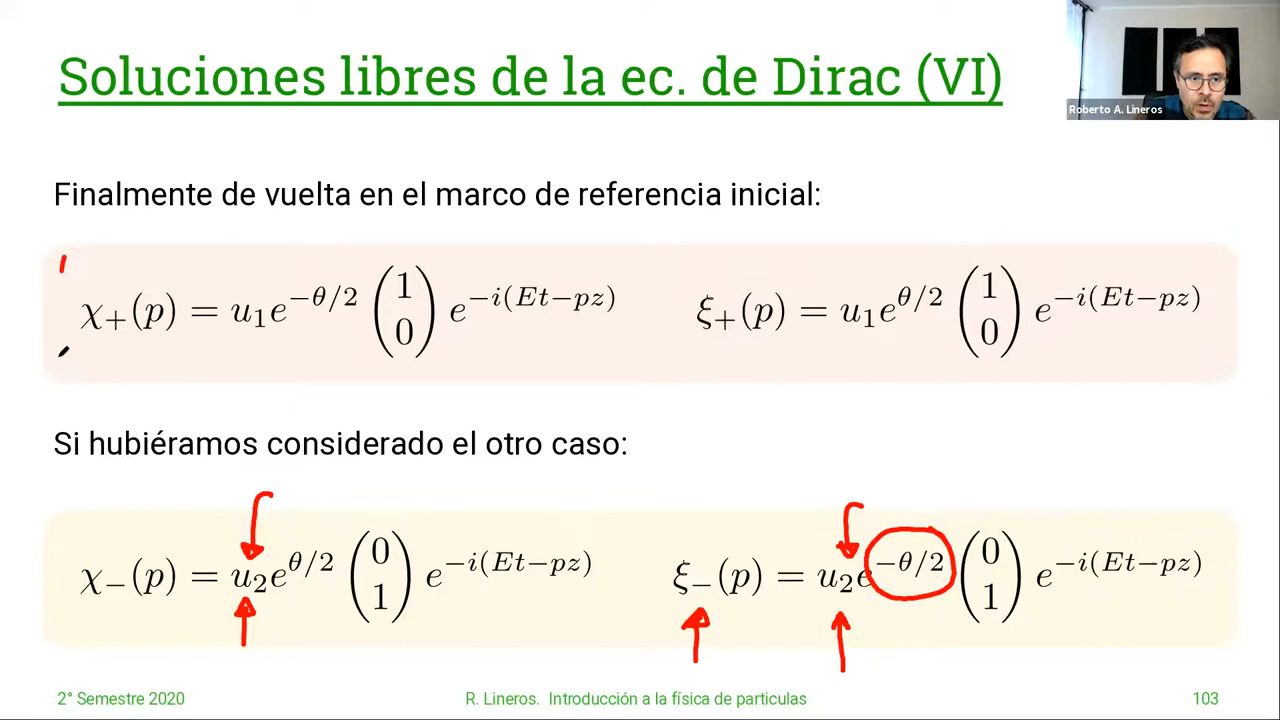 Soluciones libres de la ec. de Dirac (VI)
Roberto A. Lineros
Finalmente de vuelta en el marco de referencia inicial:
χ₊(p) = u₁e^{−θ/2} (1 0) e^{−i(Et−pz)}    ξ₊(p) = u₁e^{θ/2} (1 0) e^{−i(Et−pz)}
Si hubiéramos considerado el otro caso:
χ₋(p) = u₂e^{θ/2} (0 1) e^{−i(Et−pz)}    ξ₋(p) = u₂e^{−θ/2} (0 1) e^{−i(Et−pz)}
2° Semestre 2020    R. Lineros. Introducción a la física de particulas    103